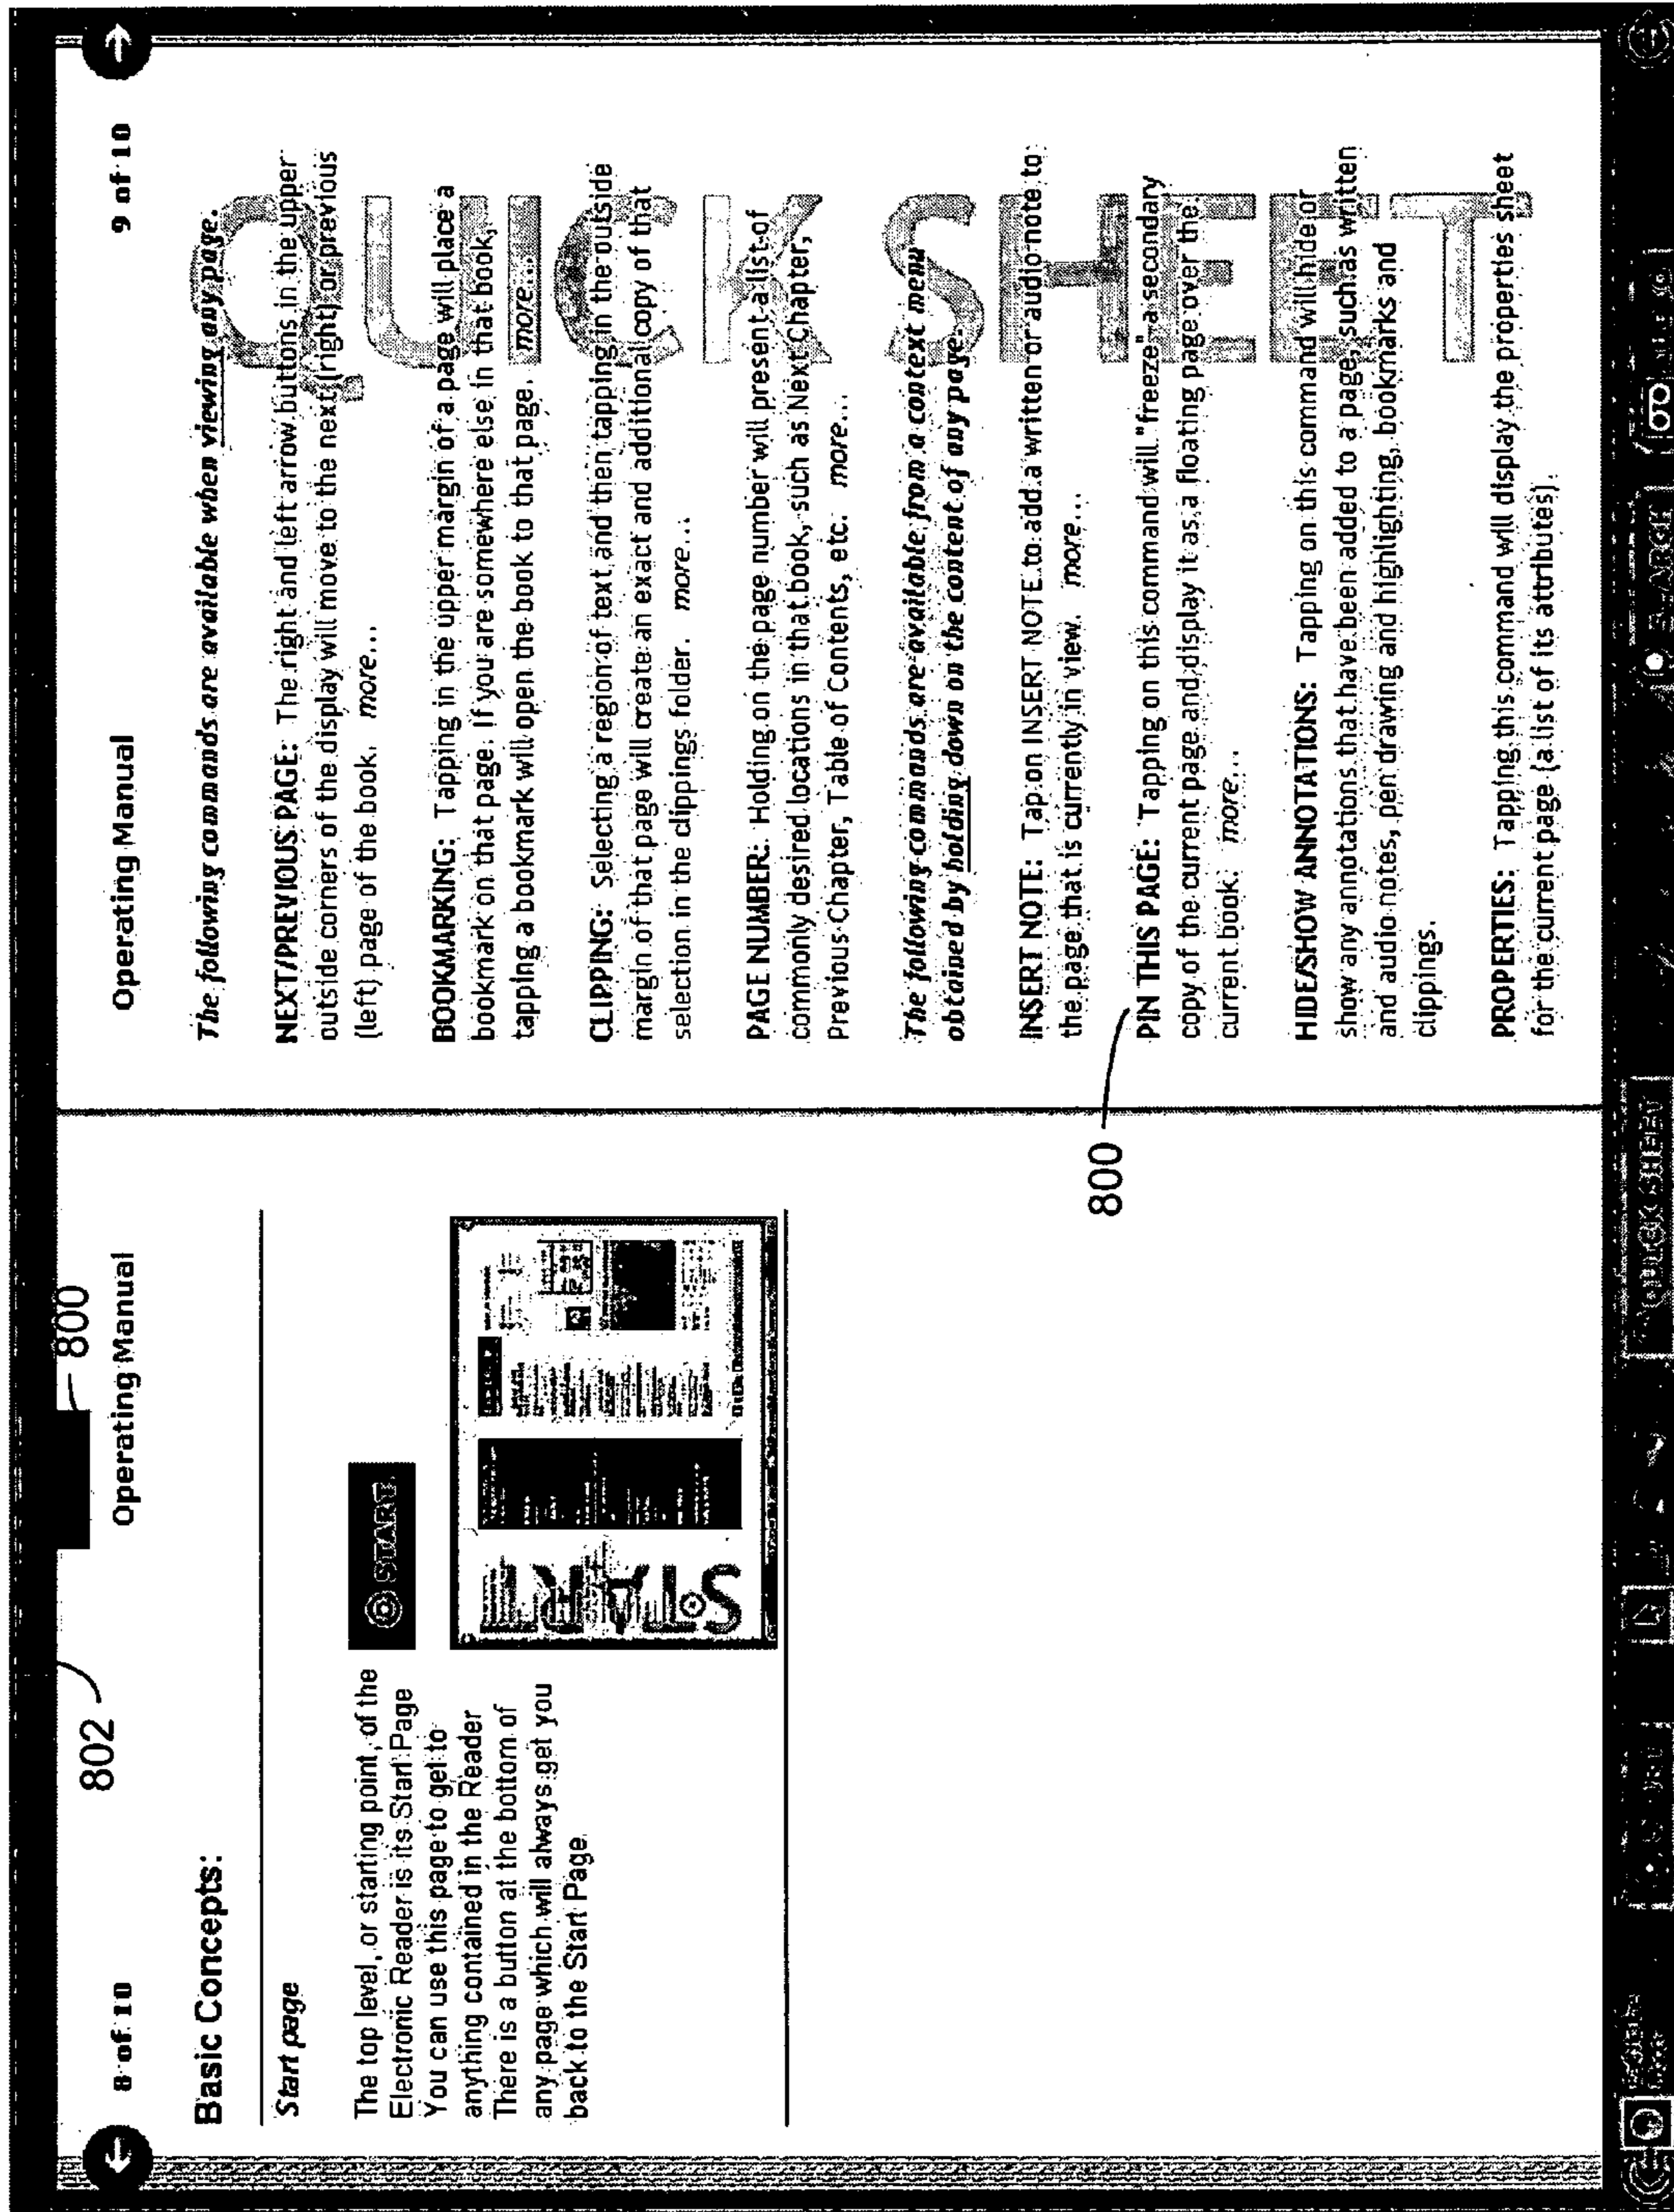 802
800
8 of 10
Operating Manual
Basic Concepts:
Start page
The top level, or starting point, of the
Electronic Reader is its Start Page
You can use this page to get to
anything contained in the Reader
There is a button at the bottom of
any page which will always get you
back to the Start Page.
START
START
Operating Manual
9 of 10
QUICK SHEET
The following commands are available when viewing any page.
NEXT/PREVIOUS PAGE: The right and left arrow buttons in the upper
outside corners of the display will move to the next (right) or previous
(left) page of the book. more...
BOOKMARKING: Tapping in the upper margin of a page will place a
bookmark on that page. If you are somewhere else in that book,
tapping a bookmark will open the book to that page. more...
CLIPPING: Selecting a region of text and then tapping in the outside
margin of that page will create an exact and additional copy of that
selection in the clippings folder. more...
PAGE NUMBER: Holding on the page number will present a list of
commonly desired locations in that book, such as Next Chapter,
Previous Chapter, Table of Contents, etc. more...
The following commands are available from a context menu
obtained by holding down on the content of any page.
INSERT NOTE: Tap on INSERT NOTE to add a written or audio note to
the page that is currently in view. more...
800
PIN THIS PAGE: Tapping on this command will "freeze" a secondary
copy of the current page and display it as a floating page over the
current book. more...
HIDE/SHOW ANNOTATIONS: Tapping on this command will hide or
show any annotations that have been added to a page, such as written
and audio notes, pen drawing and highlighting, bookmarks and
clippings.
PROPERTIES: Tapping this command will display the properties sheet
for the current page (a list of its attributes).
QUICK SHEET
SEARCH